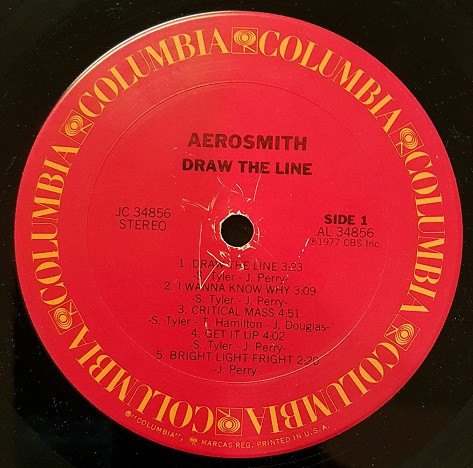 COLUMBIA COLUMBIA COLUMBIA COLUMBIA COLUMBIA COLUMBIA
AEROSMITH
DRAW THE LINE
JC 34856
STEREO
SIDE 1
AL 34856
℗1977 CBS Inc.
1. DRAW THE LINE 3:23
-S. Tyler - J. Perry-
2. I WANNA KNOW WHY 3:09
-S. Tyler - J. Perry-
3. CRITICAL MASS 4:51
-S. Tyler - T. Hamilton - J. Douglas-
4. GET IT UP 4:02
-S. Tyler - J. Perry-
5. BRIGHT LIGHT FRIGHT 2:20
-J. Perry-
®"COLUMBIA", MARCAS REG. PRINTED IN U.S.A.